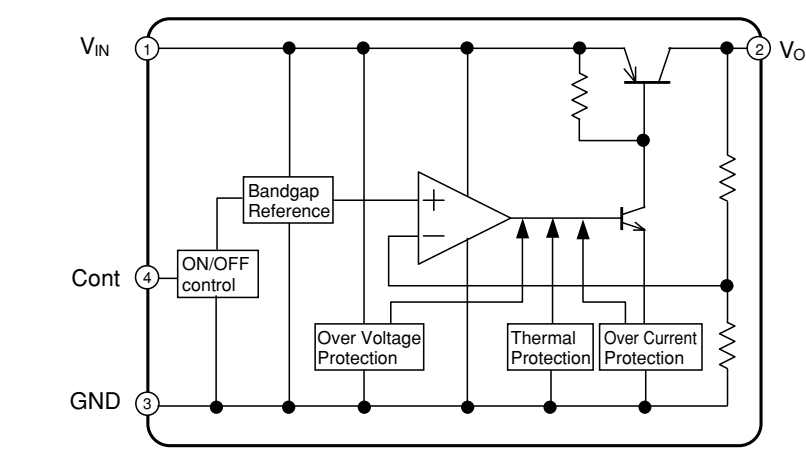 VIN
1
2
VO
Bandgap
Reference
+
−
Cont
4
ON/OFF
control
Over Voltage
Protection
Thermal
Protection
Over Current
Protection
GND
3